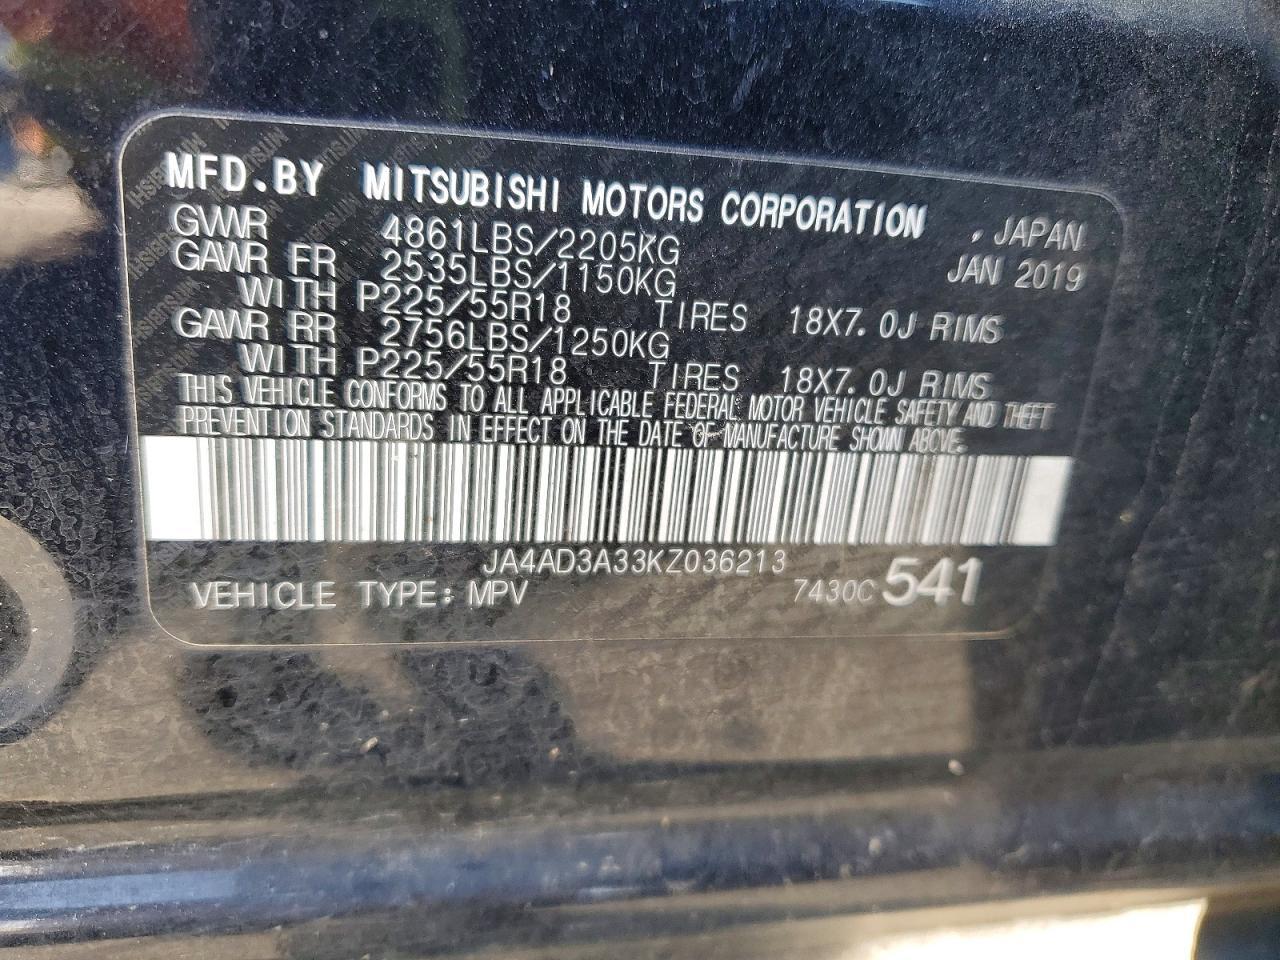 MFD.BY MITSUBISHI MOTORS CORPORATION , JAPAN
GVWR 4861LBS/2205KG JAN 2019
GAWR FR 2535LBS/1150KG
WITH P225/55R18 TIRES 18X7.0J RIMS
GAWR RR 2756LBS/1250KG
WITH P225/55R18 TIRES 18X7.0J RIMS
THIS VEHICLE CONFORMS TO ALL APPLICABLE FEDERAL MOTOR VEHICLE SAFETY AND THEFT
PREVENTION STANDARDS IN EFFECT ON THE DATE OF MANUFACTURE SHOWN ABOVE.
JA4AD3A33KZ036213
VEHICLE TYPE: MPV 7430C 541